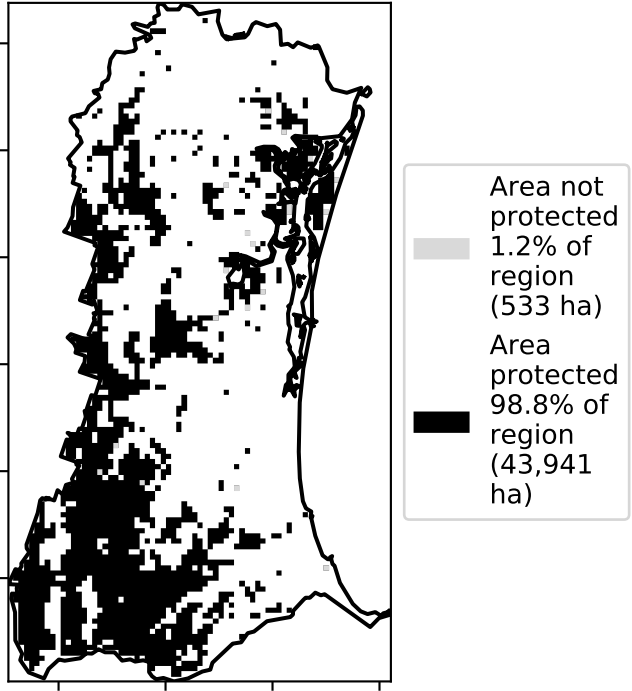 Area not
protected
1.2% of
region
(533 ha)
Area
protected
98.8% of
region
(43,941
ha)